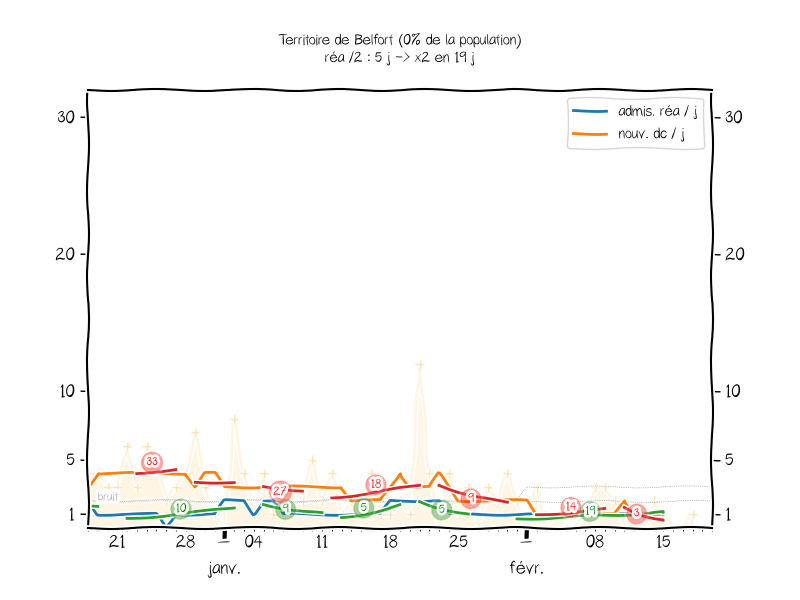 Territoire de Belfort (0% de la population)
réa /2 : 5 j -> x2 en 19 j
30 30
admis. réa / j
nouv. dc / j
20 20
10 10
5 5
33
18
27
9
bruit
10 9 5 5 14 19 3
1 1
21 28 04 11 18 25 08 15
janv. févr.